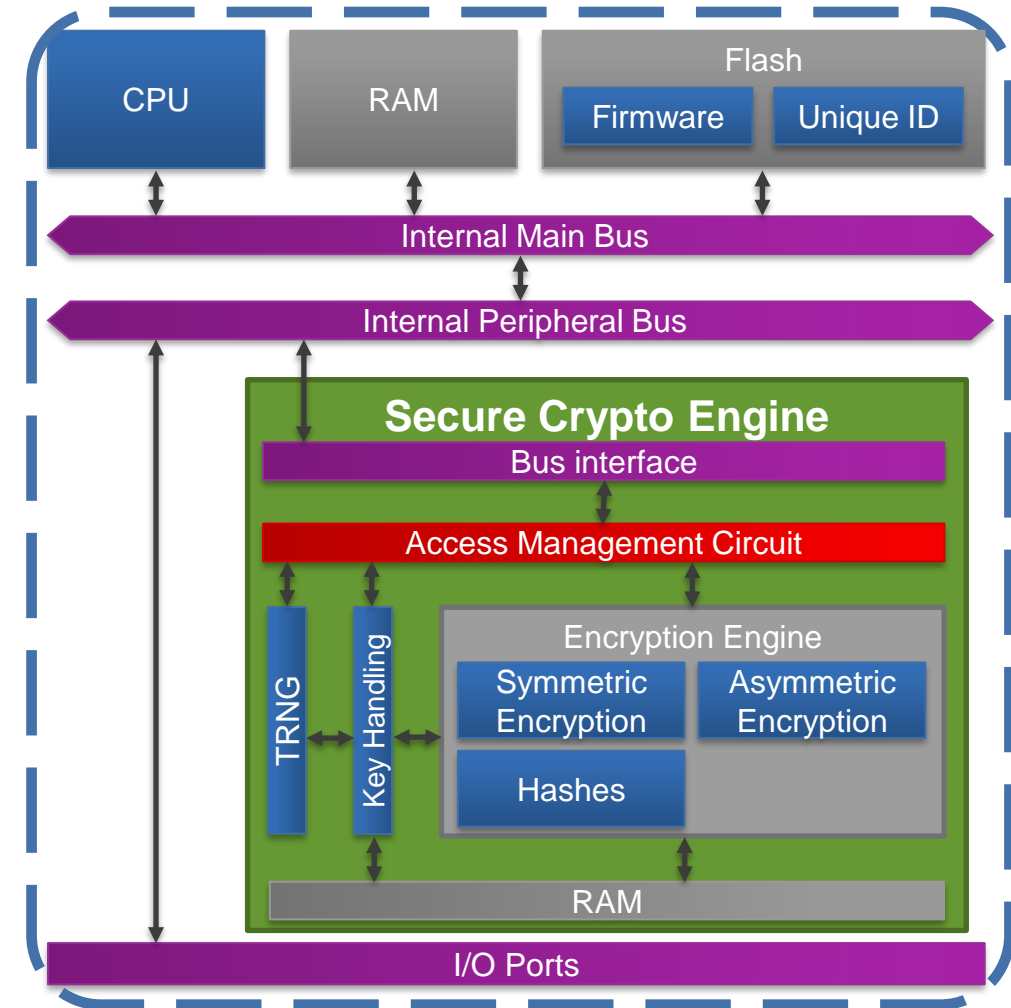 CPU
RAM
Flash
Firmware
Unique ID
Internal Main Bus
Internal Peripheral Bus
Secure Crypto Engine
Bus interface
Access Management Circuit
TRNG
Key Handling
Encryption Engine
Symmetric
Encryption
Asymmetric
Encryption
Hashes
RAM
I/O Ports